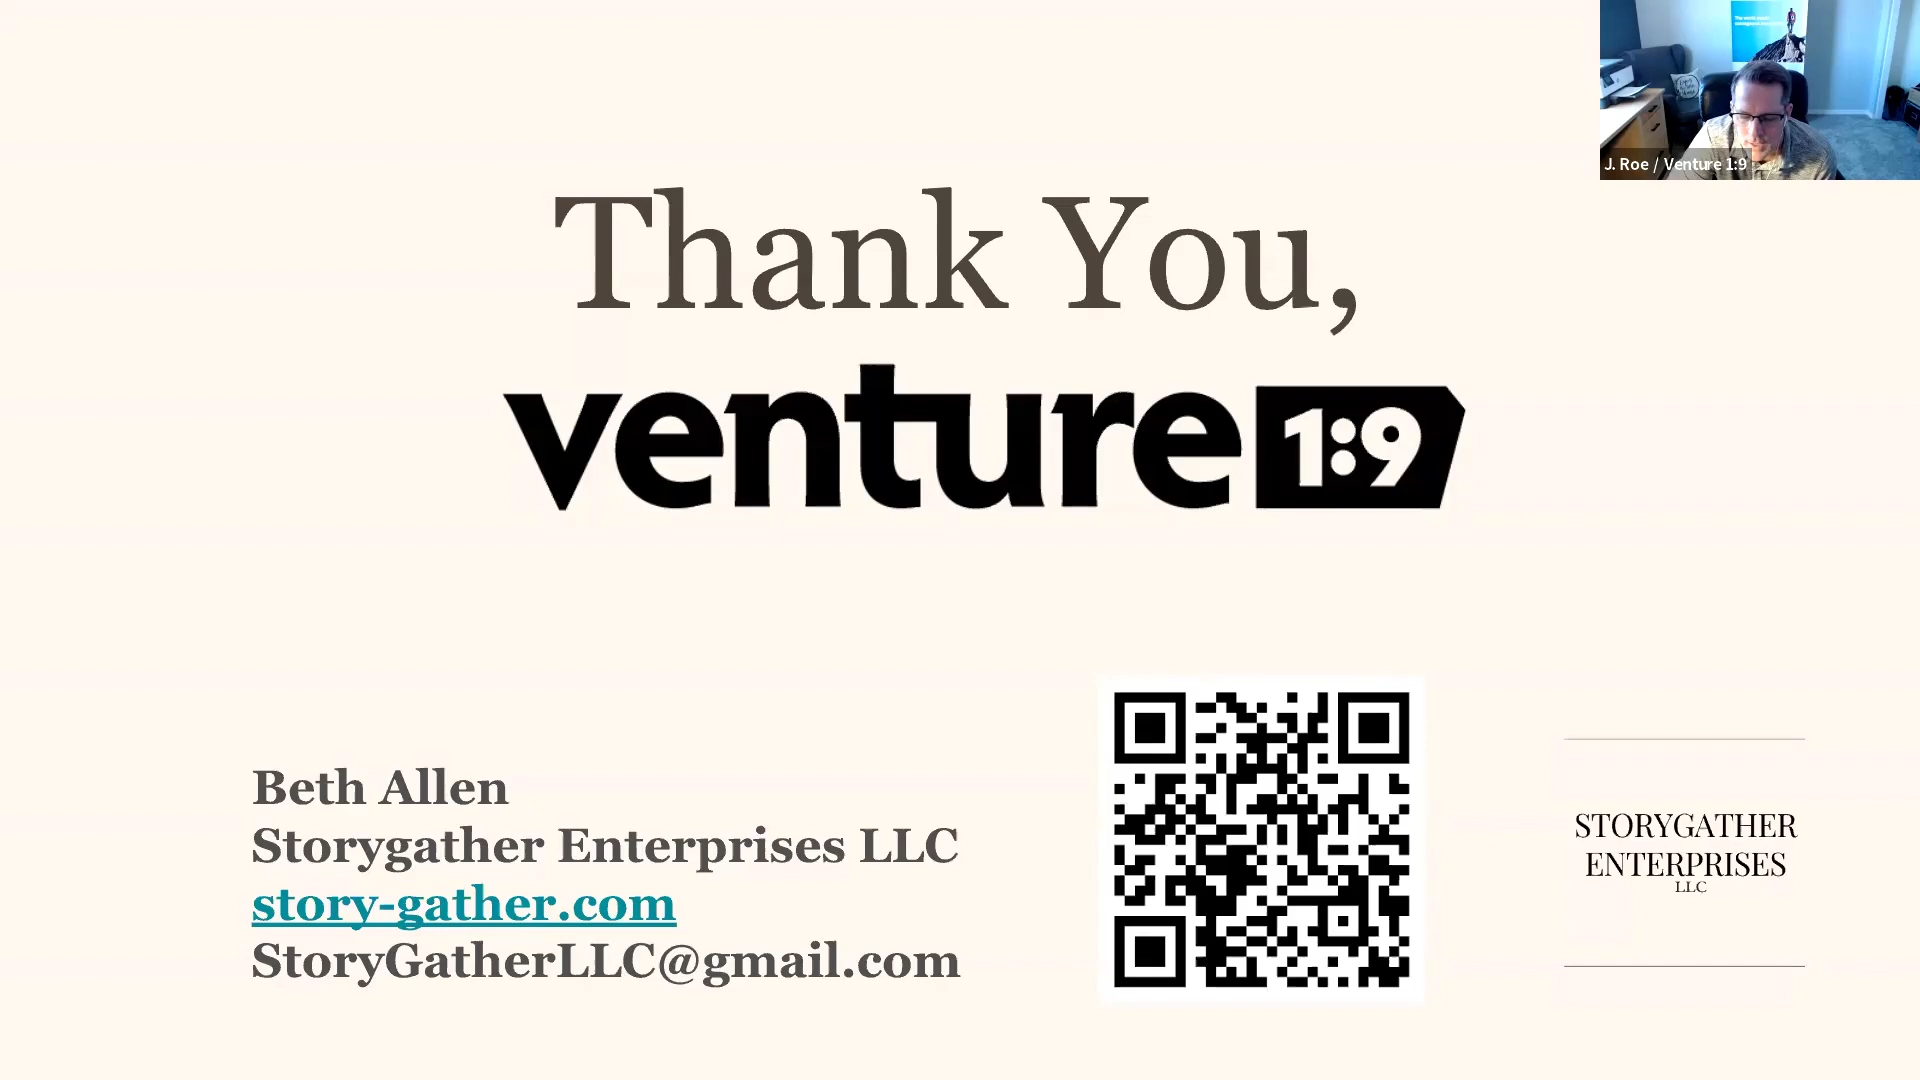 J. Roe / Venture 1:9
Thank You,
venture 1:9
Beth Allen
Storygather Enterprises LLC
story-gather.com
StoryGatherLLC@gmail.com
STORYGATHER
ENTERPRISES
LLC